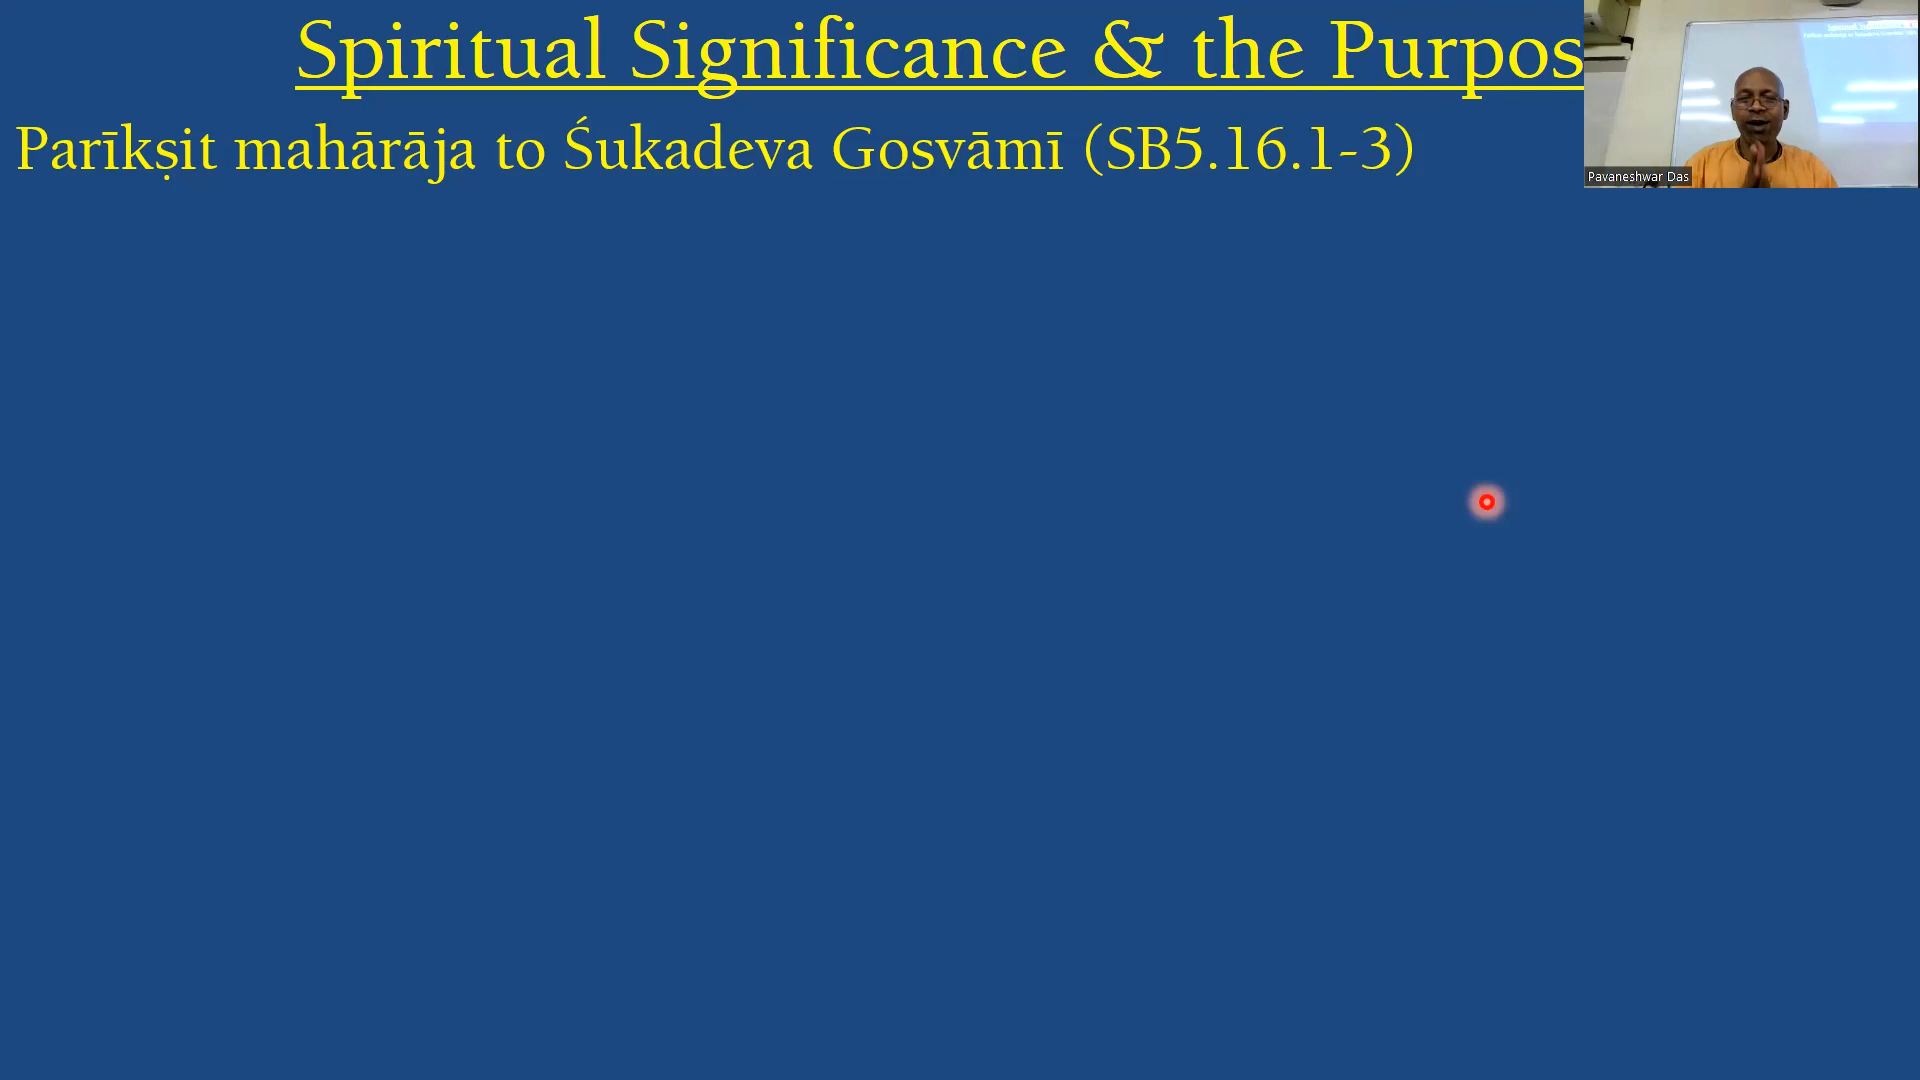 Spiritual Significance & the Purpos
Parīkṣit mahārāja to Śukadeva Gosvāmī (SB5.16.1-3)
Pavaneshwar Das